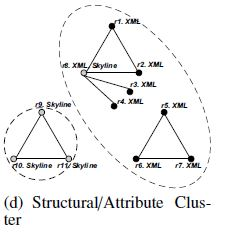 r1. XML
r8. XML, Skyline
r2. XML
r3. XML
r4. XML
r9. Skyline
r5. XML
r10. Skyline
r11. Skyline
r6. XML
r7. XML
(d) Structural/Attribute Clus-
ter